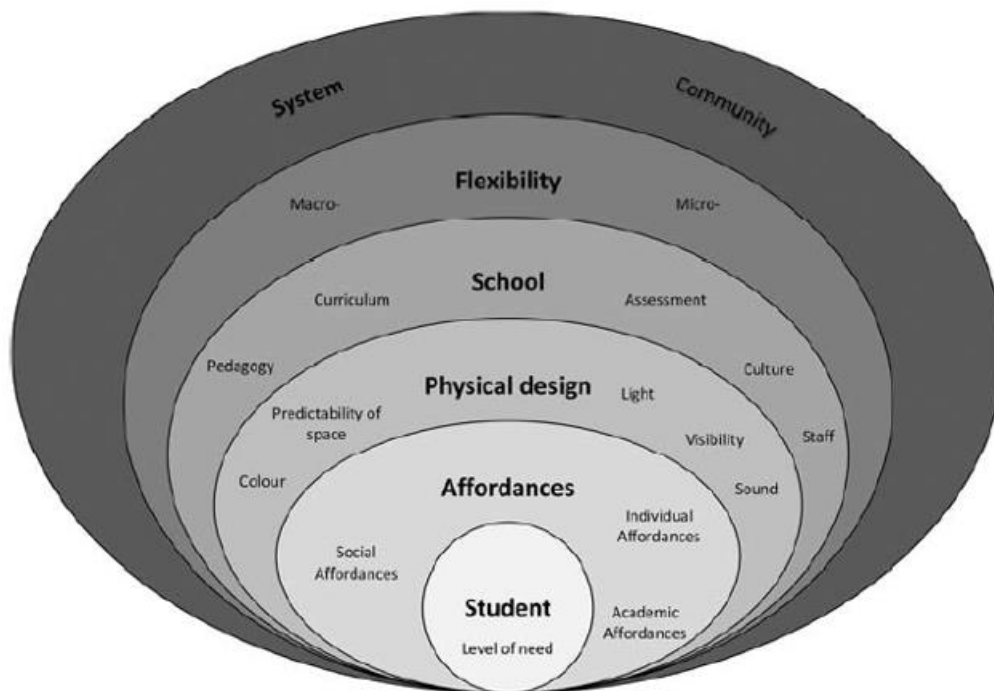 System
Community
Flexibility
Macro-
Micro-
School
Curriculum
Assessment
Pedagogy
Culture
Physical design
Light
Predictability of
space
Visibility
Staff
Colour
Sound
Affordances
Individual
Affordances
Social
Affordances
Student
Academic
Affordances
Level of need